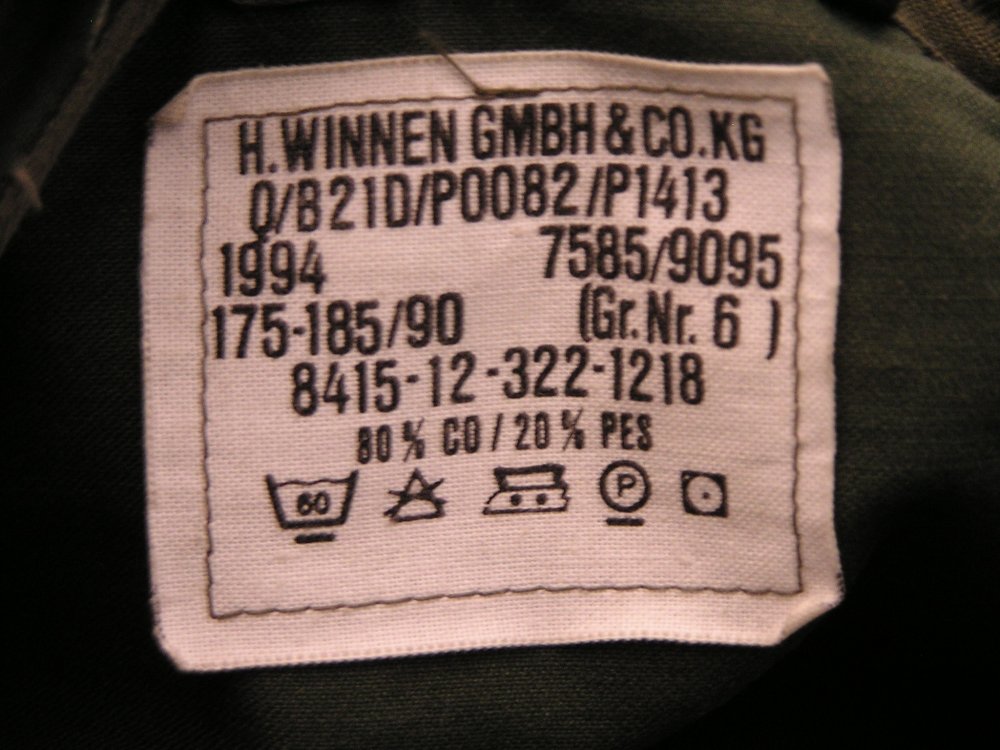 H.WINNEN GMBH & CO.KG
Q/B21D/P0082/P1413
1994 7585/9095
175-185/90 (Gr.Nr. 6 )
8415-12-322-1218
80 % CO / 20 % PES
60 P